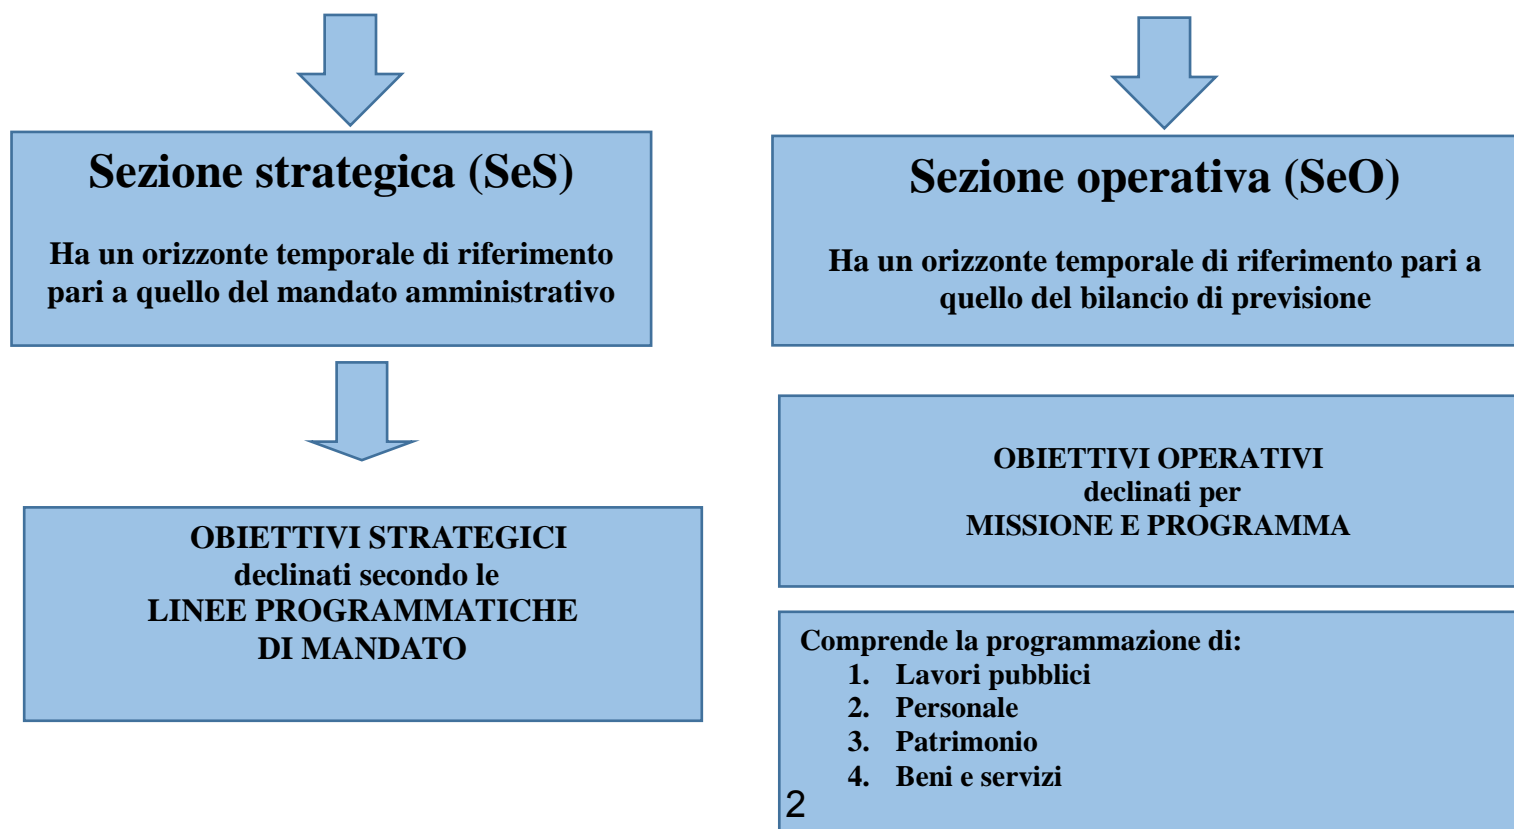 Sezione strategica (SeS)
Ha un orizzonte temporale di riferimento
pari a quello del mandato amministrativo
OBIETTIVI STRATEGICI
declinati secondo le
LINEE PROGRAMMATICHE
DI MANDATO
Sezione operativa (SeO)
Ha un orizzonte temporale di riferimento pari a
quello del bilancio di previsione
OBIETTIVI OPERATIVI
declinati per
MISSIONE E PROGRAMMA
Comprende la programmazione di:
1. Lavori pubblici
2. Personale
3. Patrimonio
4. Beni e servizi
2